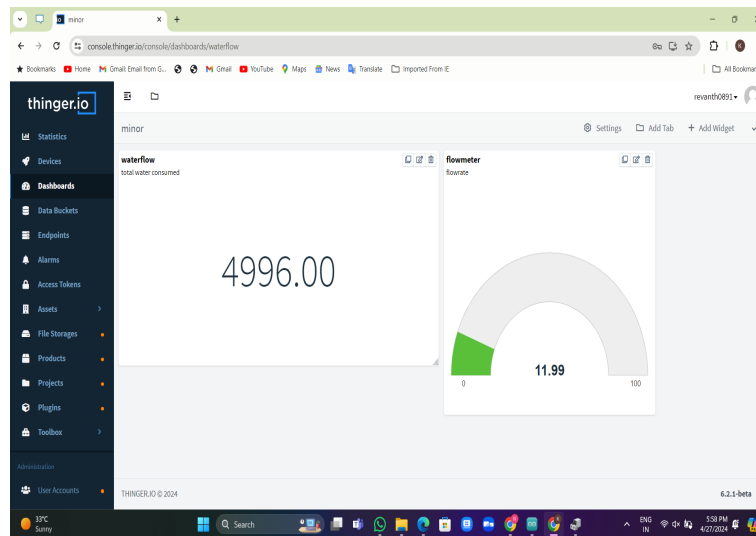 minor
console.thinger.io/console/dashboards/waterflow
Bookmarks Home Gmail: Email from G... Gmail YouTube Maps News Translate Imported From IE All Bookmar
thinger.io
revanth0891
minor
Settings Add Tab + Add Widget
Statistics
Devices
Dashboards
Data Buckets
Endpoints
Alarms
Access Tokens
Assets
File Storages
Products
Projects
Plugins
Toolbox
Administration
User Accounts
waterflow
total water consumed
4996.00
flowmeter
flowrate
11.99
0 100
THINGER.IO © 2024
6.2.1-beta
33°C
Sunny
Search
ENG
IN
5:58 PM
4/27/2024